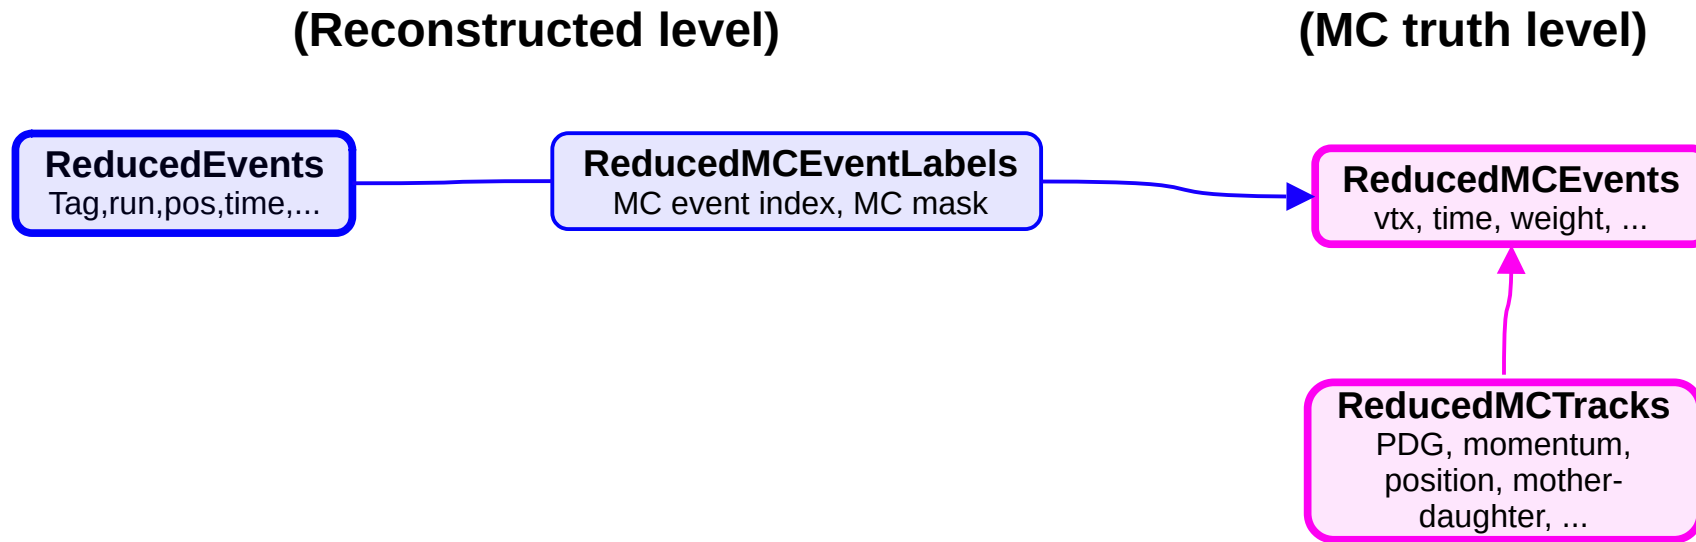 (Reconstructed level)
(MC truth level)
ReducedEvents
Tag,run,pos,time,...
ReducedMCEventLabels
MC event index, MC mask
ReducedMCEvents
vtx, time, weight, ...
ReducedMCTracks
PDG, momentum,
position, mother-
daughter, ...